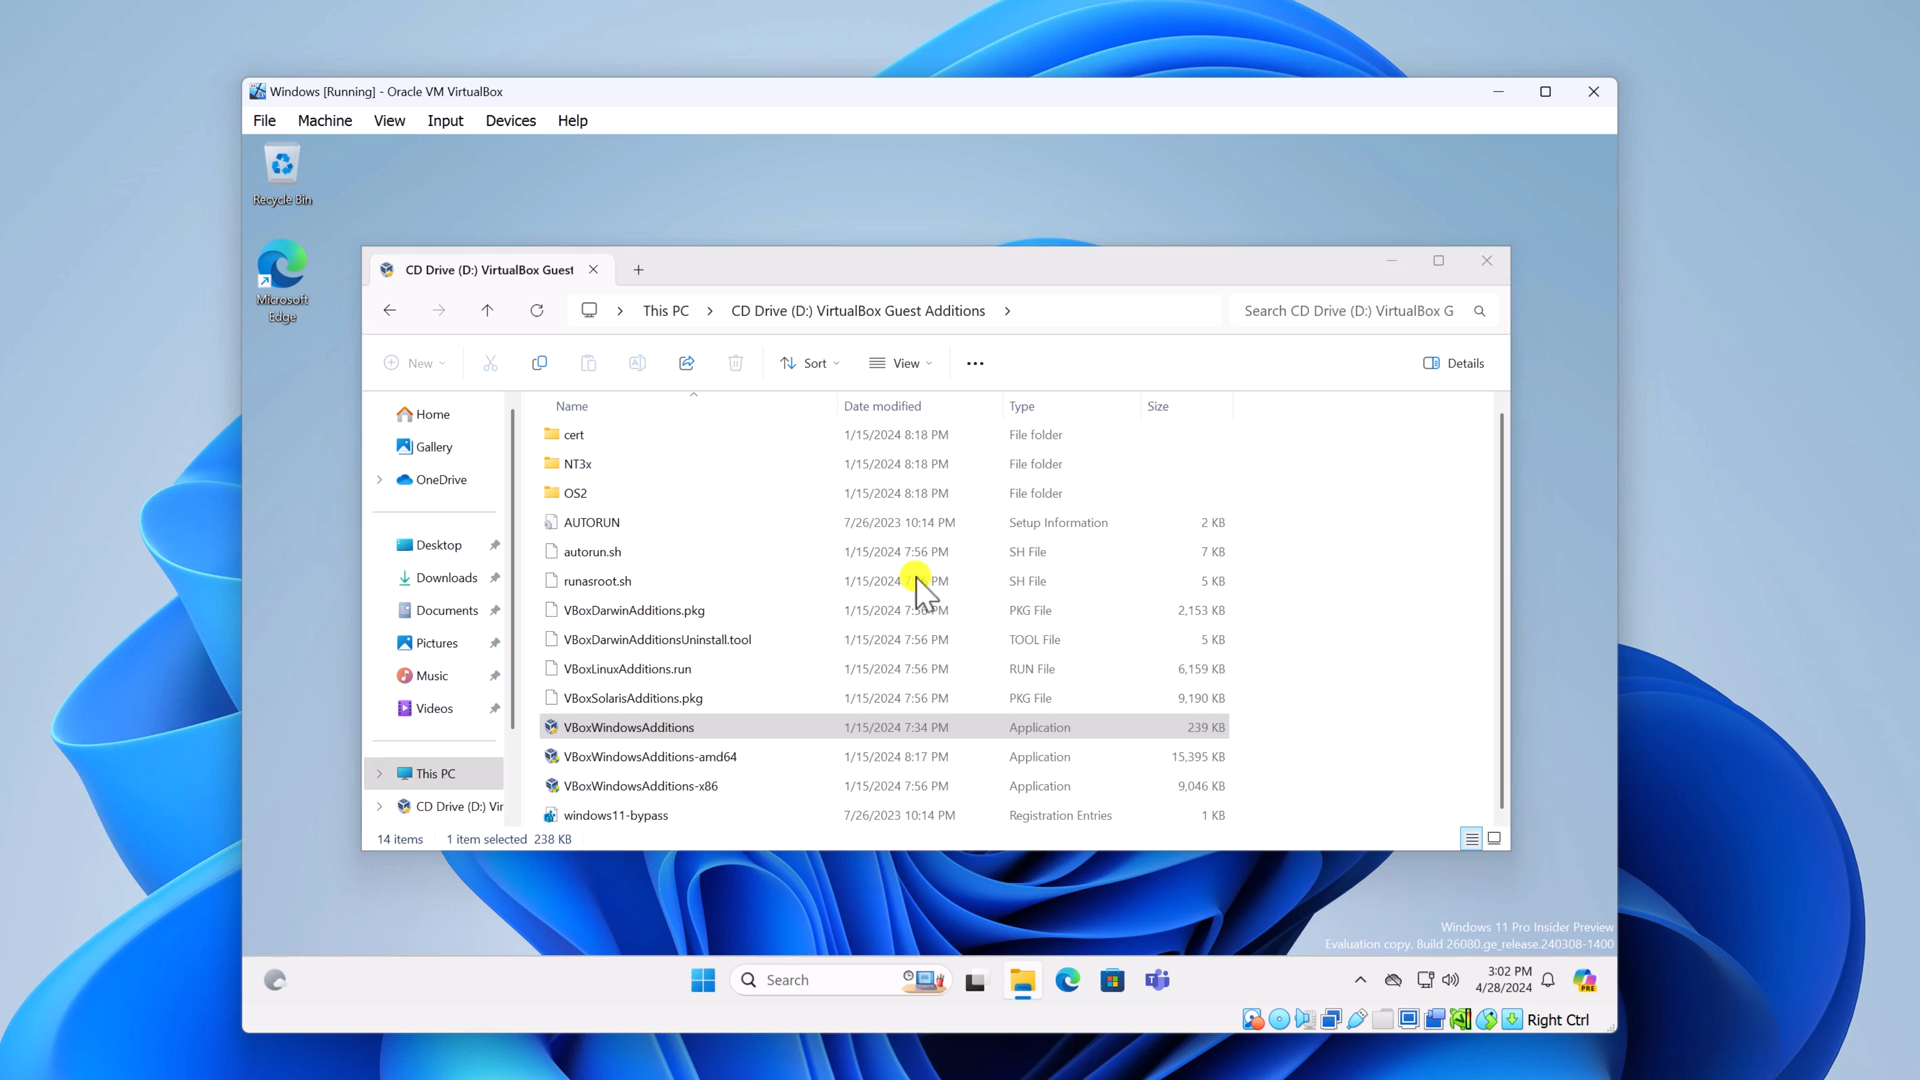 Windows [Running] - Oracle VM VirtualBox
File Machine View Input Devices Help
Recycle Bin
Microsoft
Edge
CD Drive (D:) VirtualBox Guest
This PC > CD Drive (D:) VirtualBox Guest Additions >
Search CD Drive (D:) VirtualBox G
New Sort View ... Details
Name Date modified Type Size
Home
Gallery
OneDrive
Desktop
Downloads
Documents
Pictures
Music
Videos
This PC
CD Drive (D:) Vir
cert 1/15/2024 8:18 PM File folder
NT3x 1/15/2024 8:18 PM File folder
OS2 1/15/2024 8:18 PM File folder
AUTORUN 7/26/2023 10:14 PM Setup Information 2 KB
autorun.sh 1/15/2024 7:56 PM SH File 7 KB
runasroot.sh 1/15/2024 PM SH File 5 KB
VBoxDarwinAdditions.pkg 1/15/2024 7:56 PM PKG File 2,153 KB
VBoxDarwinAdditionsUninstall.tool 1/15/2024 7:56 PM TOOL File 5 KB
VBoxLinuxAdditions.run 1/15/2024 7:56 PM RUN File 6,159 KB
VBoxSolarisAdditions.pkg 1/15/2024 7:56 PM PKG File 9,190 KB
VBoxWindowsAdditions 1/15/2024 7:34 PM Application 239 KB
VBoxWindowsAdditions-amd64 1/15/2024 8:17 PM Application 15,395 KB
VBoxWindowsAdditions-x86 1/15/2024 7:56 PM Application 9,046 KB
windows11-bypass 7/26/2023 10:14 PM Registration Entries 1 KB
14 items 1 item selected 238 KB
Windows 11 Pro Insider Preview
Evaluation copy. Build 26080.ge_release.240308-1400
Search
3:02 PM
4/28/2024
PRE
Right Ctrl